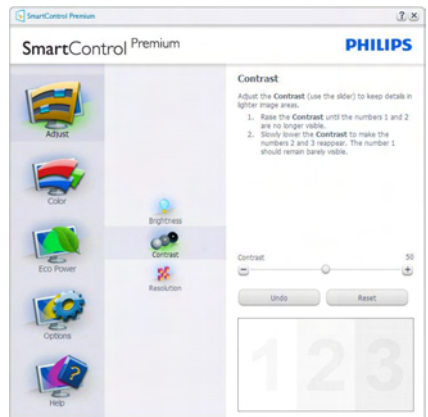 SmartControl Premium
? X
SmartControl Premium
PHILIPS
Adjust
Color
Eco Power
Options
Help
Brightness
Contrast
Resolution
Contrast
Adjust the Contrast (use the slider) to keep details in
lighter image areas.
1. Raise the Contrast until the numbers 1 and 2
are no longer visible.
2. Slowly lower the Contrast to make the
numbers 2 and 3 reappear. The number 1
should remain barely visible.
Contrast 50
- +
Undo Reset
1 2 3